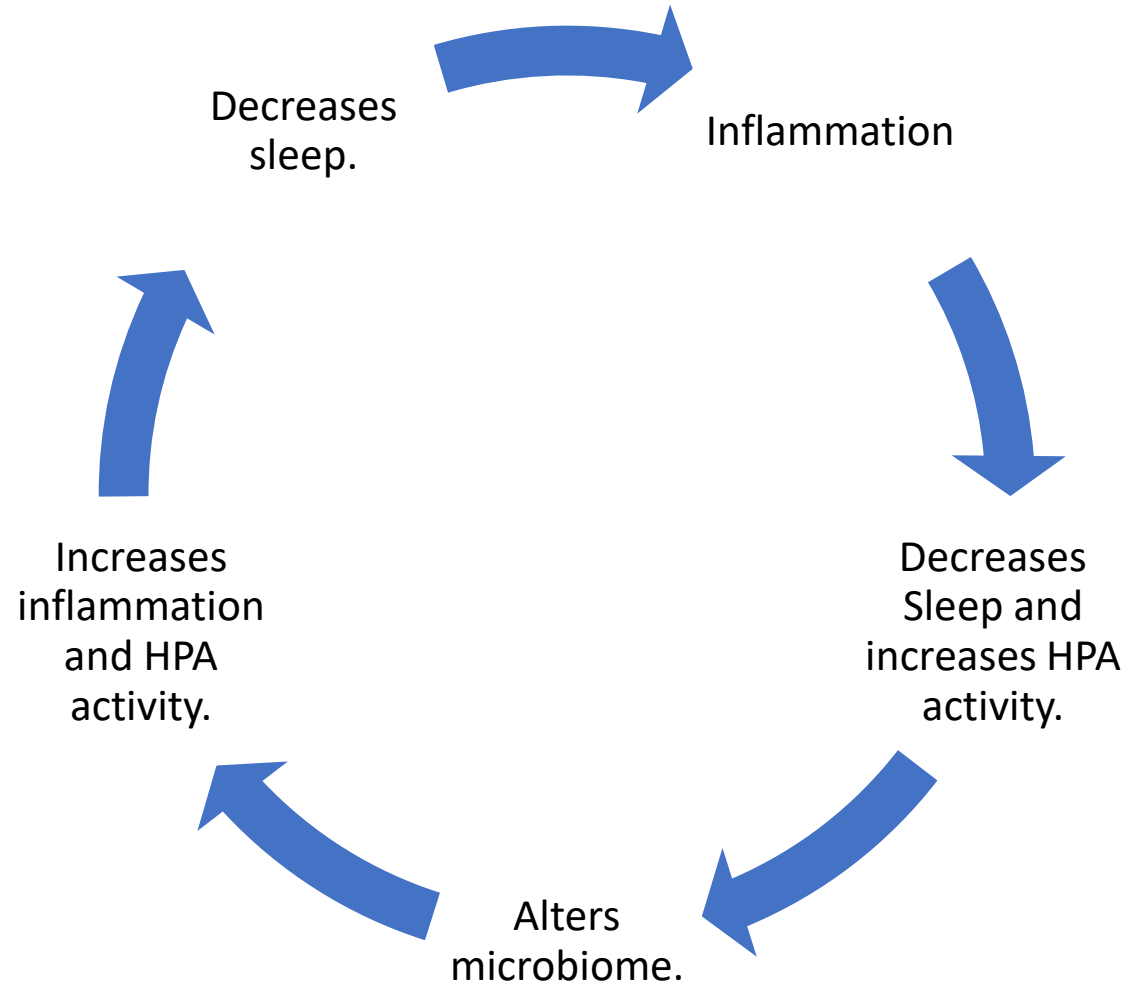 Decreases
sleep.
Inflammation
Decreases
Sleep and
increases HPA
activity.
Alters
microbiome.
Increases
inflammation
and HPA
activity.